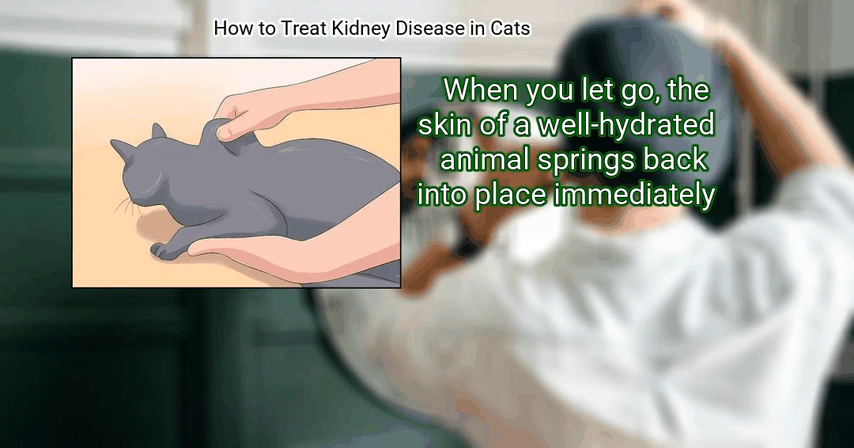 How to Treat Kidney Disease in Cats
When you let go, the
skin of a well-hydrated
animal springs back
into place immediately